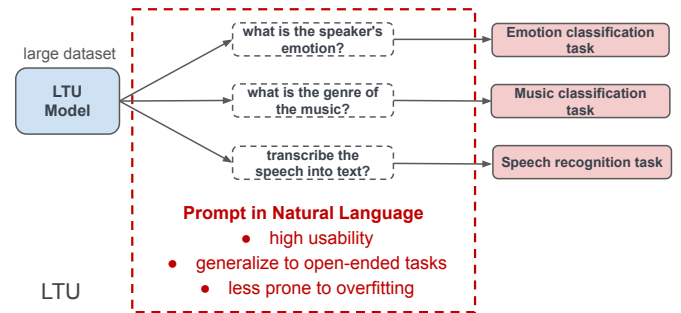 large dataset
LTU
Model
what is the speaker's
emotion?
Emotion classification
task
what is the genre of
the music?
Music classification
task
transcribe the
speech into text?
Speech recognition task
Prompt in Natural Language
● high usability
● generalize to open-ended tasks
● less prone to overfitting
LTU